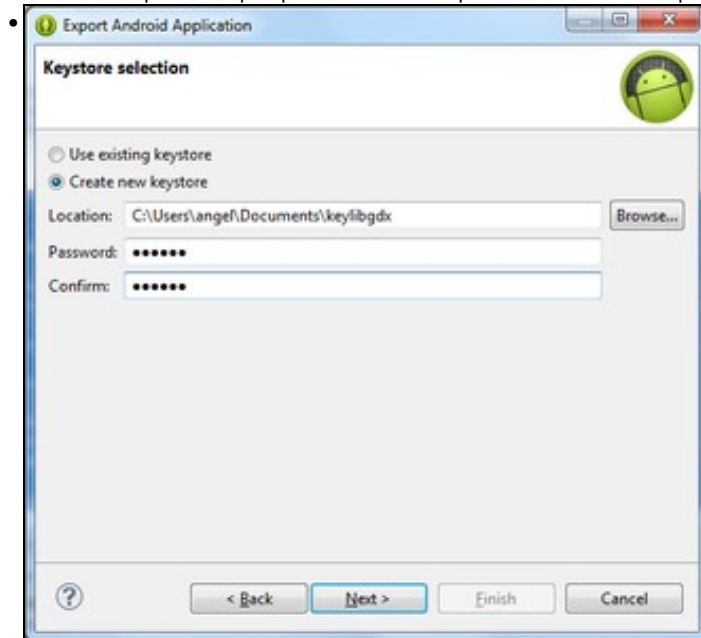 Export Android Application
Keystore selection
Use existing keystore
Create new keystore
Location: C:\Users\angel\Documents\keylibgdx Browse...
Password: ••••••
Confirm: ••••••
? < Back Next > Finish Cancel